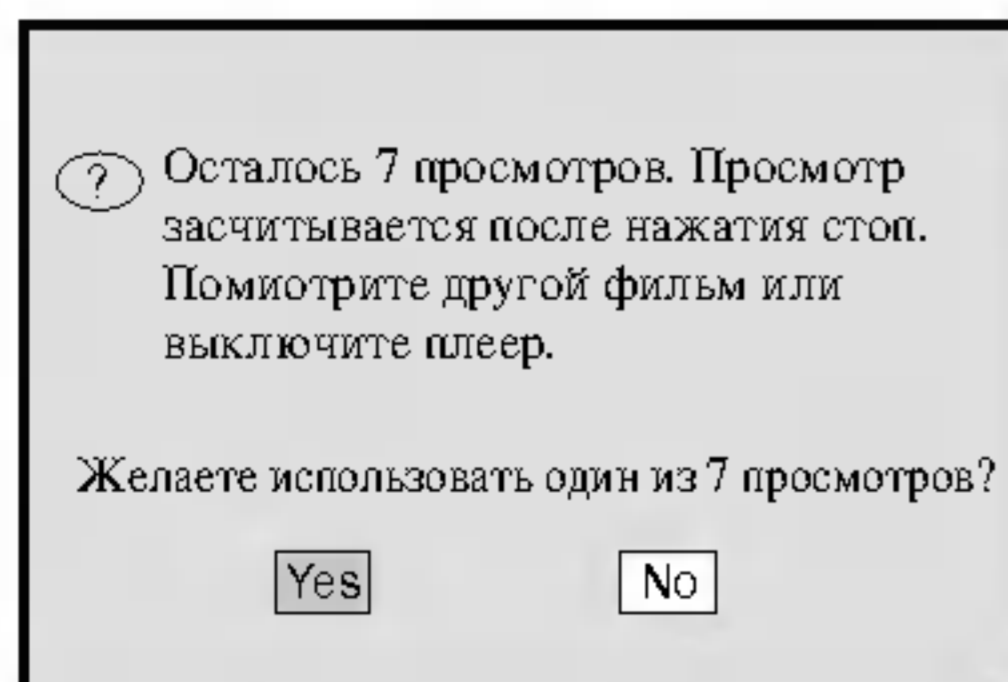 ? Осталось 7 просмотров. Просмотр
засчитывается после нажатия стоп.
Помиотрите другой фильм или
выключите плеер.
Желаете использовать один из 7 просмотров?
Yes No